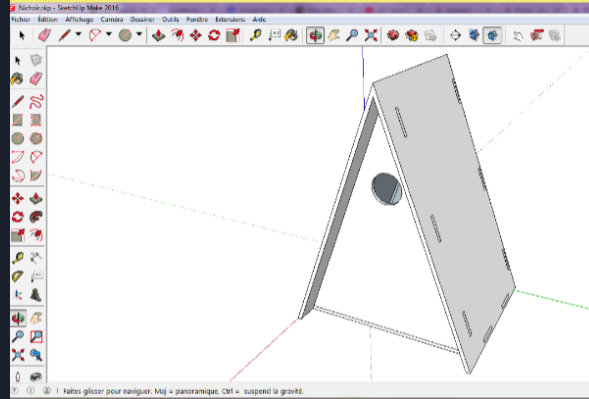 Nichoir.skp - SketchUp Make 2016
Fichier Édition Affichage Caméra Dessiner Outils Fenêtre Extensions Aide
Faites glisser pour naviguer. Maj = panoramique, Ctrl = suspend la gravité.